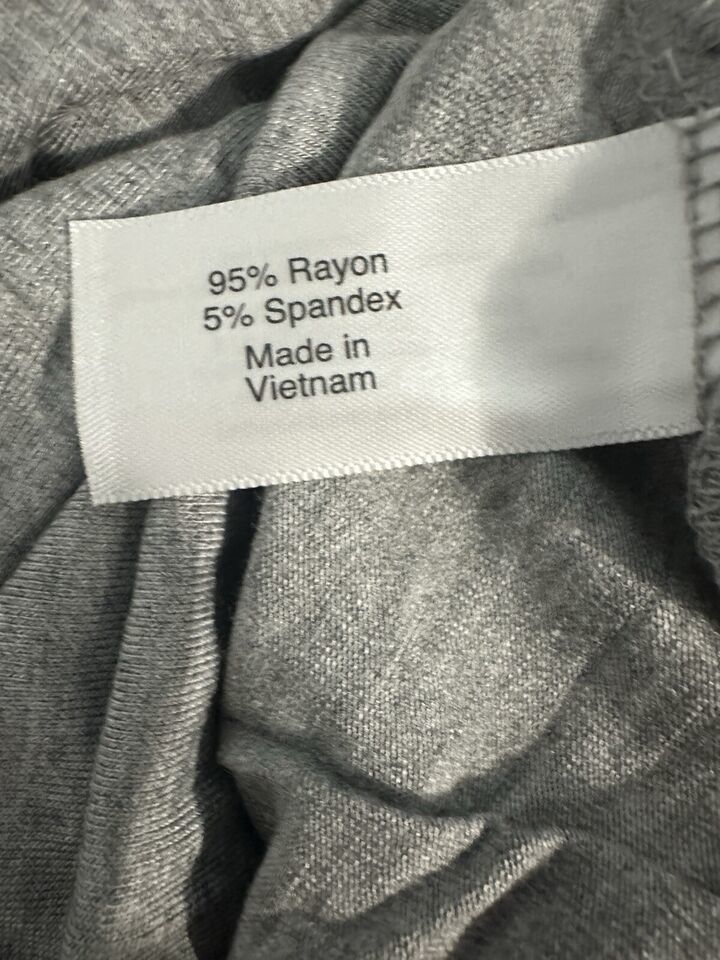 95% Rayon
5% Spandex
Made in
Vietnam